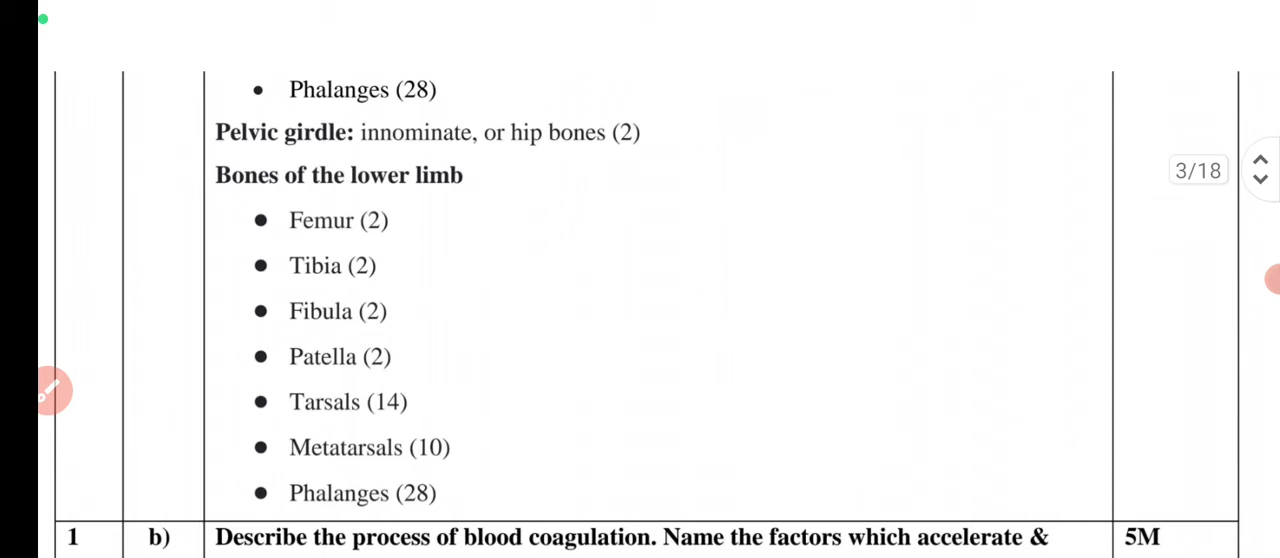 • Phalanges (28)
Pelvic girdle: innominate, or hip bones (2)
3/18
Bones of the lower limb
● Femur (2)
● Tibia (2)
● Fibula (2)
● Patella (2)
● Tarsals (14)
● Metatarsals (10)
● Phalanges (28)
1 b) Describe the process of blood coagulation. Name the factors which accelerate & 5M